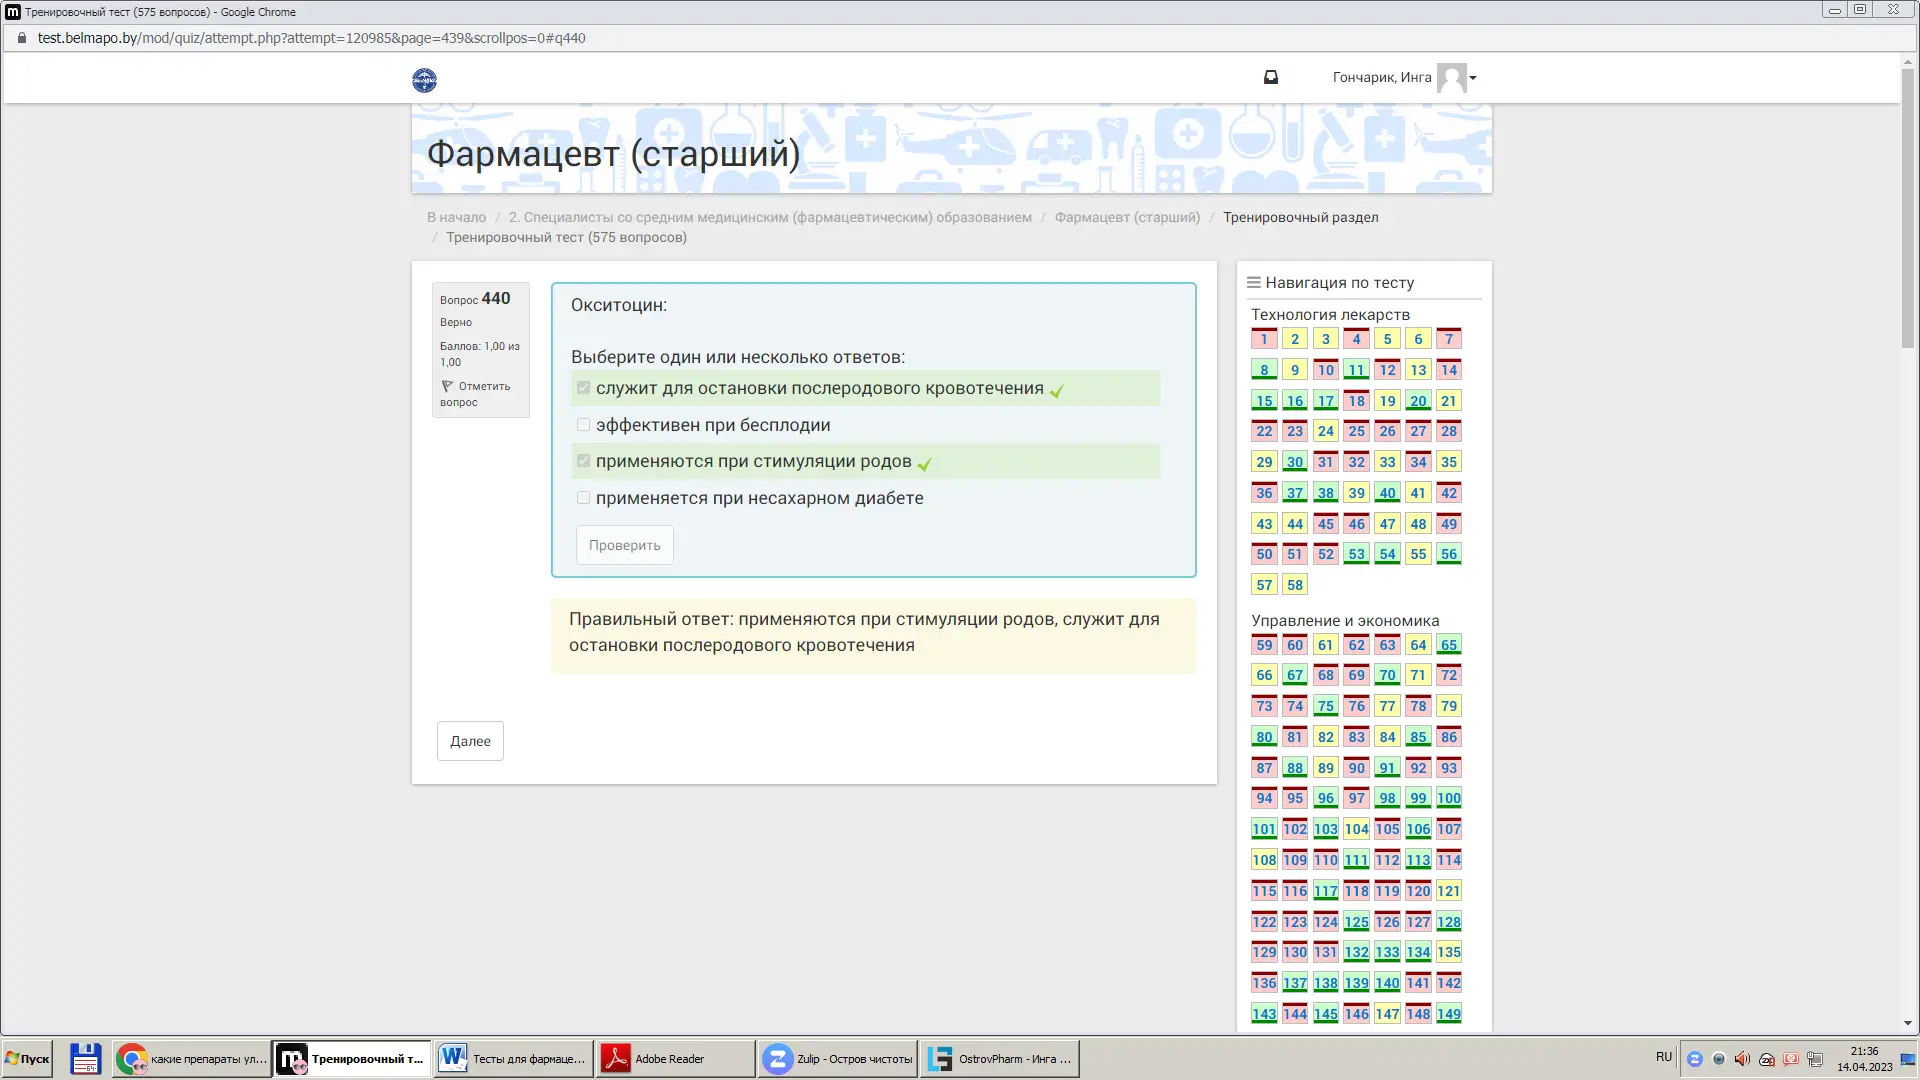 Тренировочный тест (575 вопросов) - Google Chrome
test.belmapo.by/mod/quiz/attempt.php?attempt=120985&page=439&scrollpos=0#q440
Гончарик, Инга
Фармацевт (старший)
В начало / 2. Специалисты со средним медицинским (фармацевтическим) образованием / Фармацевт (старший) / Тренировочный раздел
/ Тренировочный тест (575 вопросов)
Вопрос 440
Верно
Баллов: 1,00 из
1,00
Отметить
вопрос
Окситоцин:
Выберите один или несколько ответов:
служит для остановки послеродового кровотечения
эффективен при бесплодии
применяются при стимуляции родов
применяется при несахарном диабете
Проверить
Правильный ответ: применяются при стимуляции родов, служит для
остановки послеродового кровотечения
Далее
Навигация по тесту
Технология лекарств
1 2 3 4 5 6 7
8 9 10 11 12 13 14
15 16 17 18 19 20 21
22 23 24 25 26 27 28
29 30 31 32 33 34 35
36 37 38 39 40 41 42
43 44 45 46 47 48 49
50 51 52 53 54 55 56
57 58
Управление и экономика
59 60 61 62 63 64 65
66 67 68 69 70 71 72
73 74 75 76 77 78 79
80 81 82 83 84 85 86
87 88 89 90 91 92 93
94 95 96 97 98 99 100
101 102 103 104 105 106 107
108 109 110 111 112 113 114
115 116 117 118 119 120 121
122 123 124 125 126 127 128
129 130 131 132 133 134 135
136 137 138 139 140 141 142
143 144 145 146 147 148 149
Пуск
какие препараты ул...
Тренировочный т...
Тесты для фармаце...
Adobe Reader
Zulip - Остров чистоты
OstrovPharm - Инга ...
RU
21:36
14.04.2023